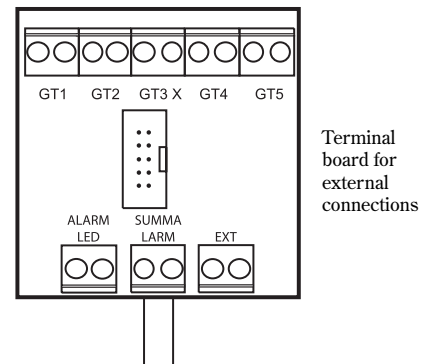 GT1 GT2 GT3 X GT4 GT5
Terminal
board for
external
connections
ALARM SUMMA
LED LARM EXT